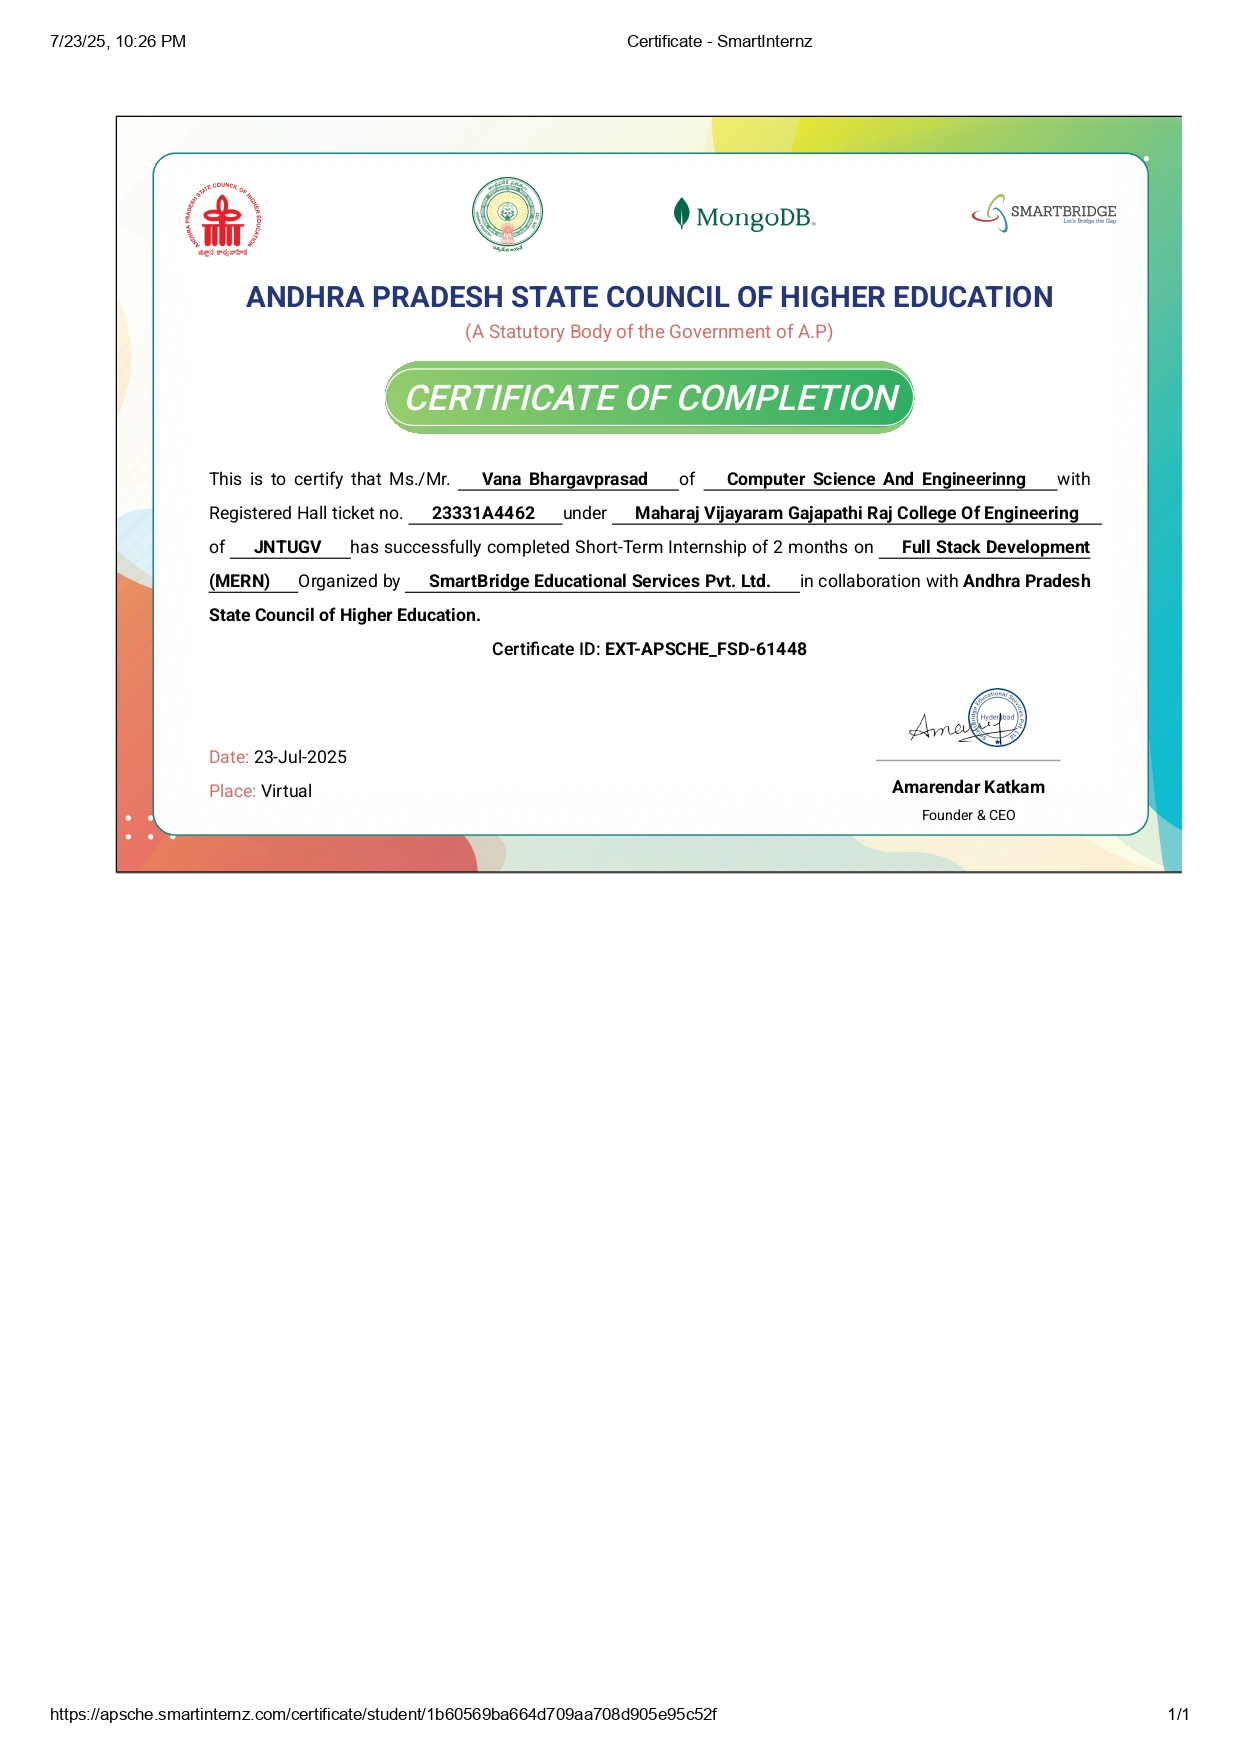 7/23/25, 10:26 PM
Certificate - SmartInternz
ANDHRA PRADESH STATE COUNCIL OF HIGHER EDUCATION
MongoDB
SMARTBRIDGE
Let's Bridge the Gap
ANDHRA PRADESH STATE COUNCIL OF HIGHER EDUCATION
(A Statutory Body of the Government of A.P)
CERTIFICATE OF COMPLETION
This is to certify that Ms./Mr. Vana Bhargavprasad of Computer Science And Engineerinng with
Registered Hall ticket no. 23331A4462 under Maharaj Vijayaram Gajapathi Raj College Of Engineering
of JNTUGV has successfully completed Short-Term Internship of 2 months on Full Stack Development
(MERN) Organized by SmartBridge Educational Services Pvt. Ltd. in collaboration with Andhra Pradesh
State Council of Higher Education.
Certificate ID: EXT-APSCHE_FSD-61448
Hyderabad
Date: 23-Jul-2025
Place: Virtual
Amarendar Katkam
Founder & CEO
https://apsche.smartinternz.com/certificate/student/1b60569ba664d709aa708d905e95c52f
1/1